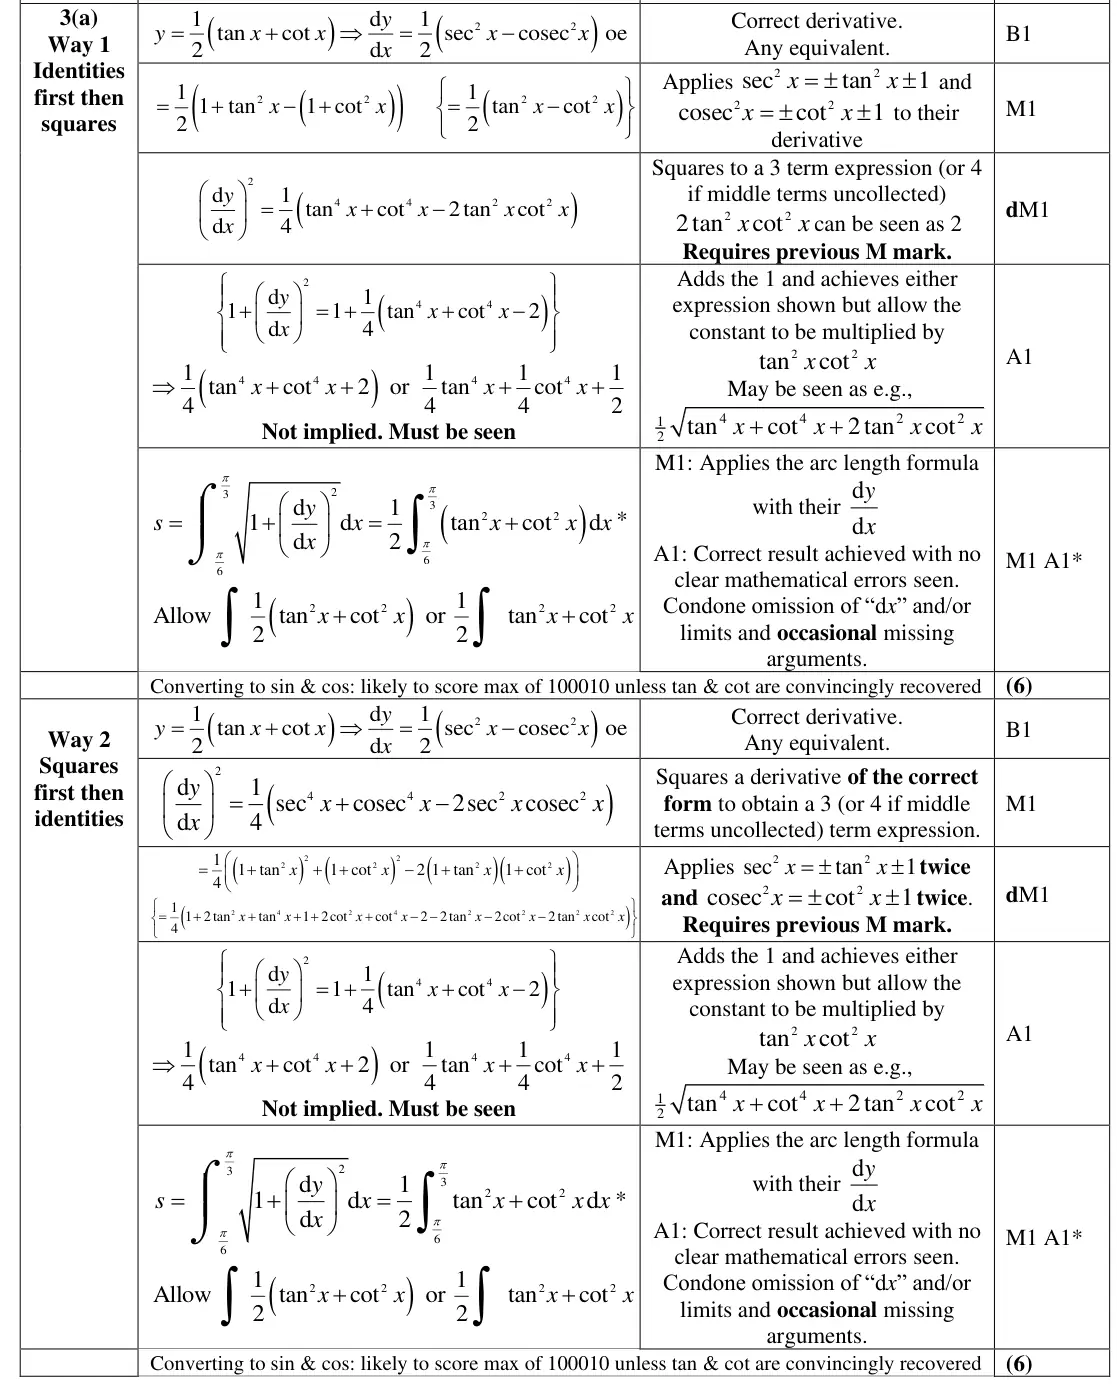 3(a)
Way 1
Identities
first then
squares
y = 1/2 (tan x + cot x) ⇒ dy/dx = 1/2 (sec² x − cosec² x) oe
Correct derivative.
Any equivalent.
B1
= 1/2 (1 + tan² x − (1 + cot² x)) { = 1/2 (tan² x − cot² x) }
Applies sec² x = ± tan² x ± 1 and
cosec² x = ± cot² x ± 1 to their
derivative
M1
(dy/dx)² = 1/4 (tan⁴ x + cot⁴ x − 2 tan² x cot² x)
Squares to a 3 term expression (or 4
if middle terms uncollected)
2 tan² x cot² x can be seen as 2
Requires previous M mark.
dM1
{ 1 + (dy/dx)² = 1 + 1/4 (tan⁴ x + cot⁴ x − 2) }
⇒ 1/4 (tan⁴ x + cot⁴ x + 2) or 1/4 tan⁴ x + 1/4 cot⁴ x + 1/2
Not implied. Must be seen
Adds the 1 and achieves either
expression shown but allow the
constant to be multiplied by
tan² x cot² x
May be seen as e.g.,
1/2 √(tan⁴ x + cot⁴ x + 2 tan² x cot² x)
A1
s = ∫_{π/6}^{π/3} √(1 + (dy/dx)²) dx = 1/2 ∫_{π/6}^{π/3} (tan² x + cot² x) dx *
Allow ∫ 1/2 (tan² x + cot² x) or 1/2 ∫ tan² x + cot² x
M1: Applies the arc length formula
with their dy/dx
A1: Correct result achieved with no
clear mathematical errors seen.
Condone omission of “dx” and/or
limits and occasional missing
arguments.
M1 A1*
Converting to sin & cos: likely to score max of 100010 unless tan & cot are convincingly recovered
(6)
Way 2
Squares
first then
identities
y = 1/2 (tan x + cot x) ⇒ dy/dx = 1/2 (sec² x − cosec² x) oe
Correct derivative.
Any equivalent.
B1
(dy/dx)² = 1/4 (sec⁴ x + cosec⁴ x − 2 sec² x cosec² x)
Squares a derivative of the correct
form to obtain a 3 (or 4 if middle
terms uncollected) term expression.
M1
= 1/4 ((1 + tan² x)² + (1 + cot² x)² − 2(1 + tan² x)(1 + cot² x))
{ = 1/4 (1 + 2 tan² x + tan⁴ x + 1 + 2 cot² x + cot⁴ x − 2 − 2 tan² x − 2 cot² x − 2 tan² x cot² x) }
Applies sec² x = ± tan² x ± 1 twice
and cosec² x = ± cot² x ± 1 twice.
Requires previous M mark.
dM1
{ 1 + (dy/dx)² = 1 + 1/4 (tan⁴ x + cot⁴ x − 2) }
⇒ 1/4 (tan⁴ x + cot⁴ x + 2) or 1/4 tan⁴ x + 1/4 cot⁴ x + 1/2
Not implied. Must be seen
Adds the 1 and achieves either
expression shown but allow the
constant to be multiplied by
tan² x cot² x
May be seen as e.g.,
1/2 √(tan⁴ x + cot⁴ x + 2 tan² x cot² x)
A1
s = ∫_{π/6}^{π/3} √(1 + (dy/dx)²) dx = 1/2 ∫_{π/6}^{π/3} tan² x + cot² x dx *
Allow ∫ 1/2 (tan² x + cot² x) or 1/2 ∫ tan² x + cot² x
M1: Applies the arc length formula
with their dy/dx
A1: Correct result achieved with no
clear mathematical errors seen.
Condone omission of “dx” and/or
limits and occasional missing
arguments.
M1 A1*
Converting to sin & cos: likely to score max of 100010 unless tan & cot are convincingly recovered
(6)